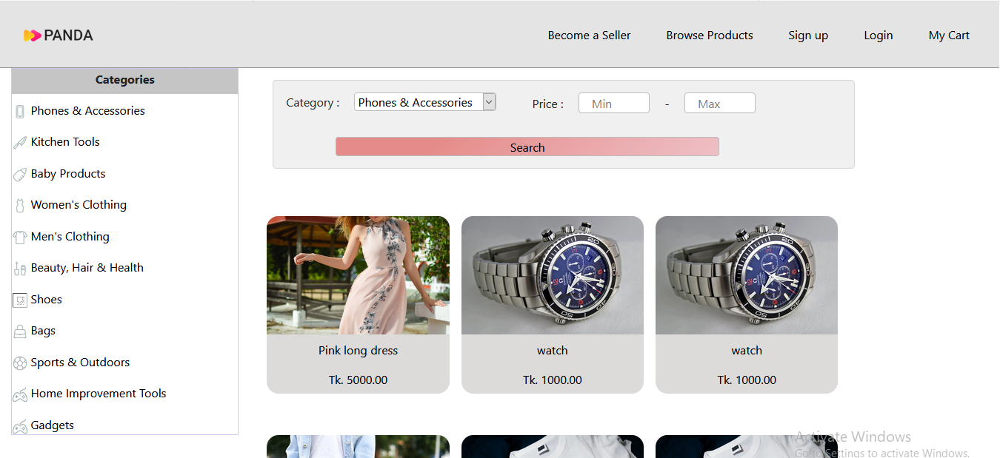 PANDA
Become a Seller Browse Products Sign up Login My Cart
Categories
Phones & Accessories
Kitchen Tools
Baby Products
Women's Clothing
Men's Clothing
Beauty, Hair & Health
Shoes
Bags
Sports & Outdoors
Home Improvement Tools
Gadgets
Category : Phones & Accessories Price : Min - Max
Search
Pink long dress
Tk. 5000.00
watch
Tk. 1000.00
watch
Tk. 1000.00
Activate Windows
Go to Settings to activate Windows.